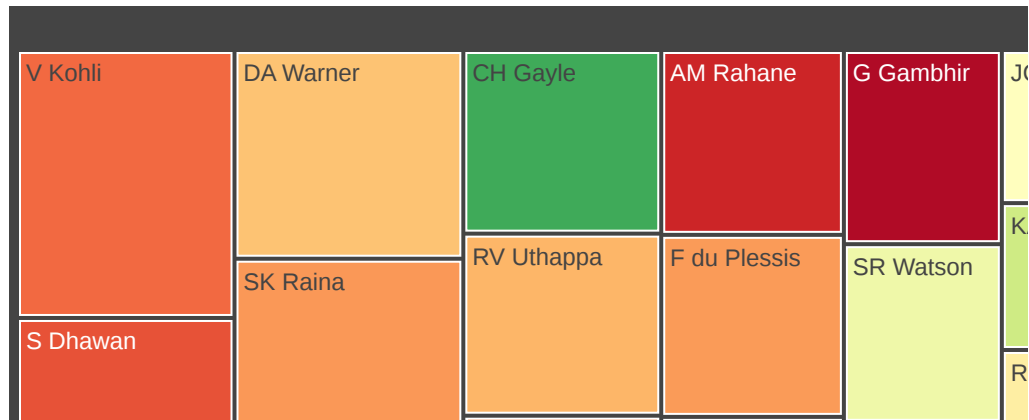 V Kohli
DA Warner
CH Gayle
AM Rahane
G Gambhir
RV Uthappa
F du Plessis
SR Watson
SK Raina
S Dhawan